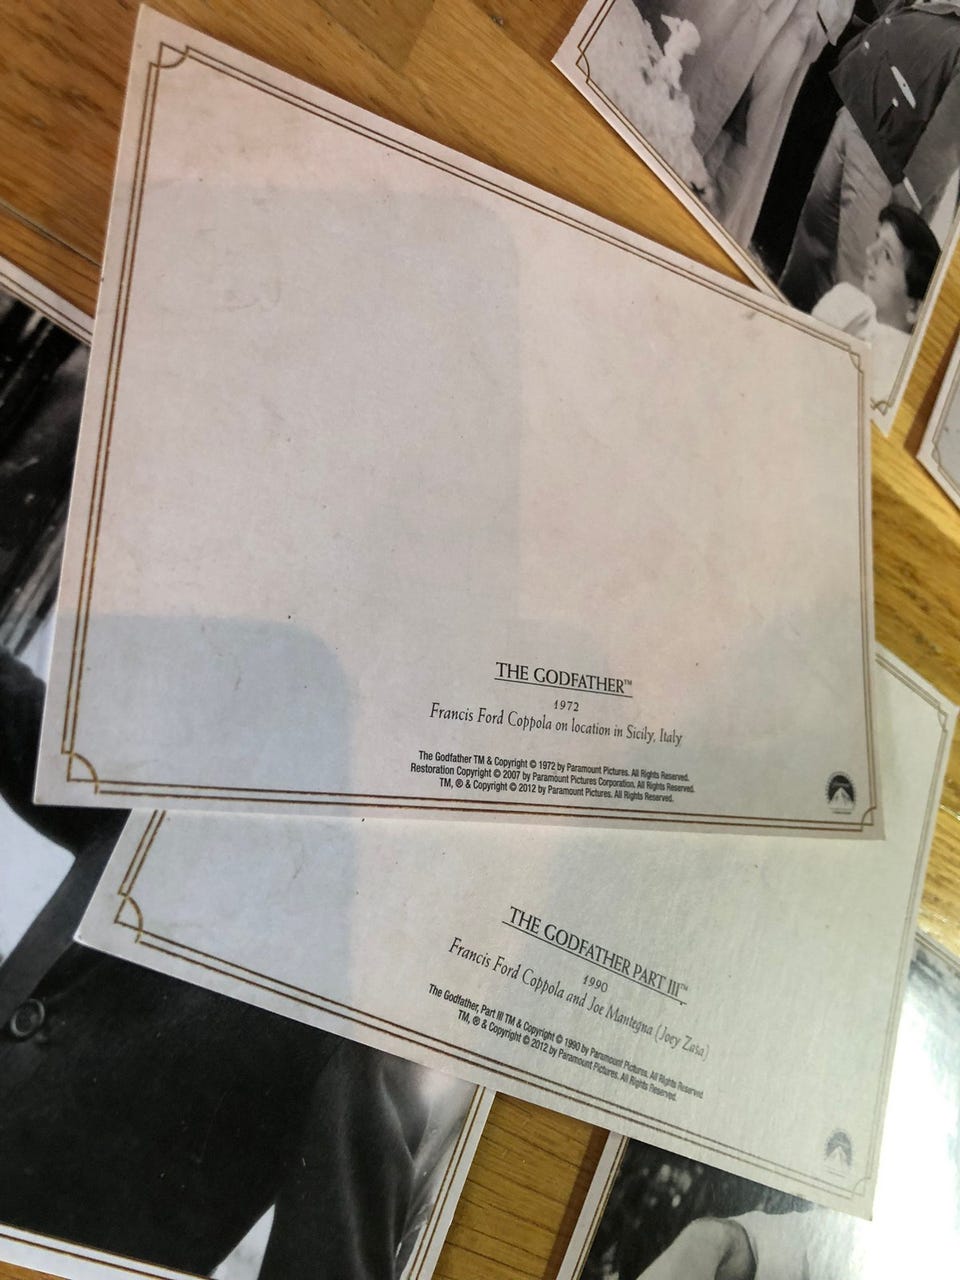 THE GODFATHER™
1972
Francis Ford Coppola on location in Sicily, Italy
The Godfather TM & Copyright © 1972 by Paramount Pictures. All Rights Reserved.
Restoration Copyright © 2007 by Paramount Pictures Corporation. All Rights Reserved.
TM, ® & Copyright © 2012 by Paramount Pictures. All Rights Reserved.
THE GODFATHER PART III™
1990
Francis Ford Coppola and Joe Mantegna (Joey Zasa)
The Godfather, Part III TM & Copyright © 1990 by Paramount Pictures. All Rights Reserved
TM, ® & Copyright © 2012 by Paramount Pictures. All Rights Reserved.